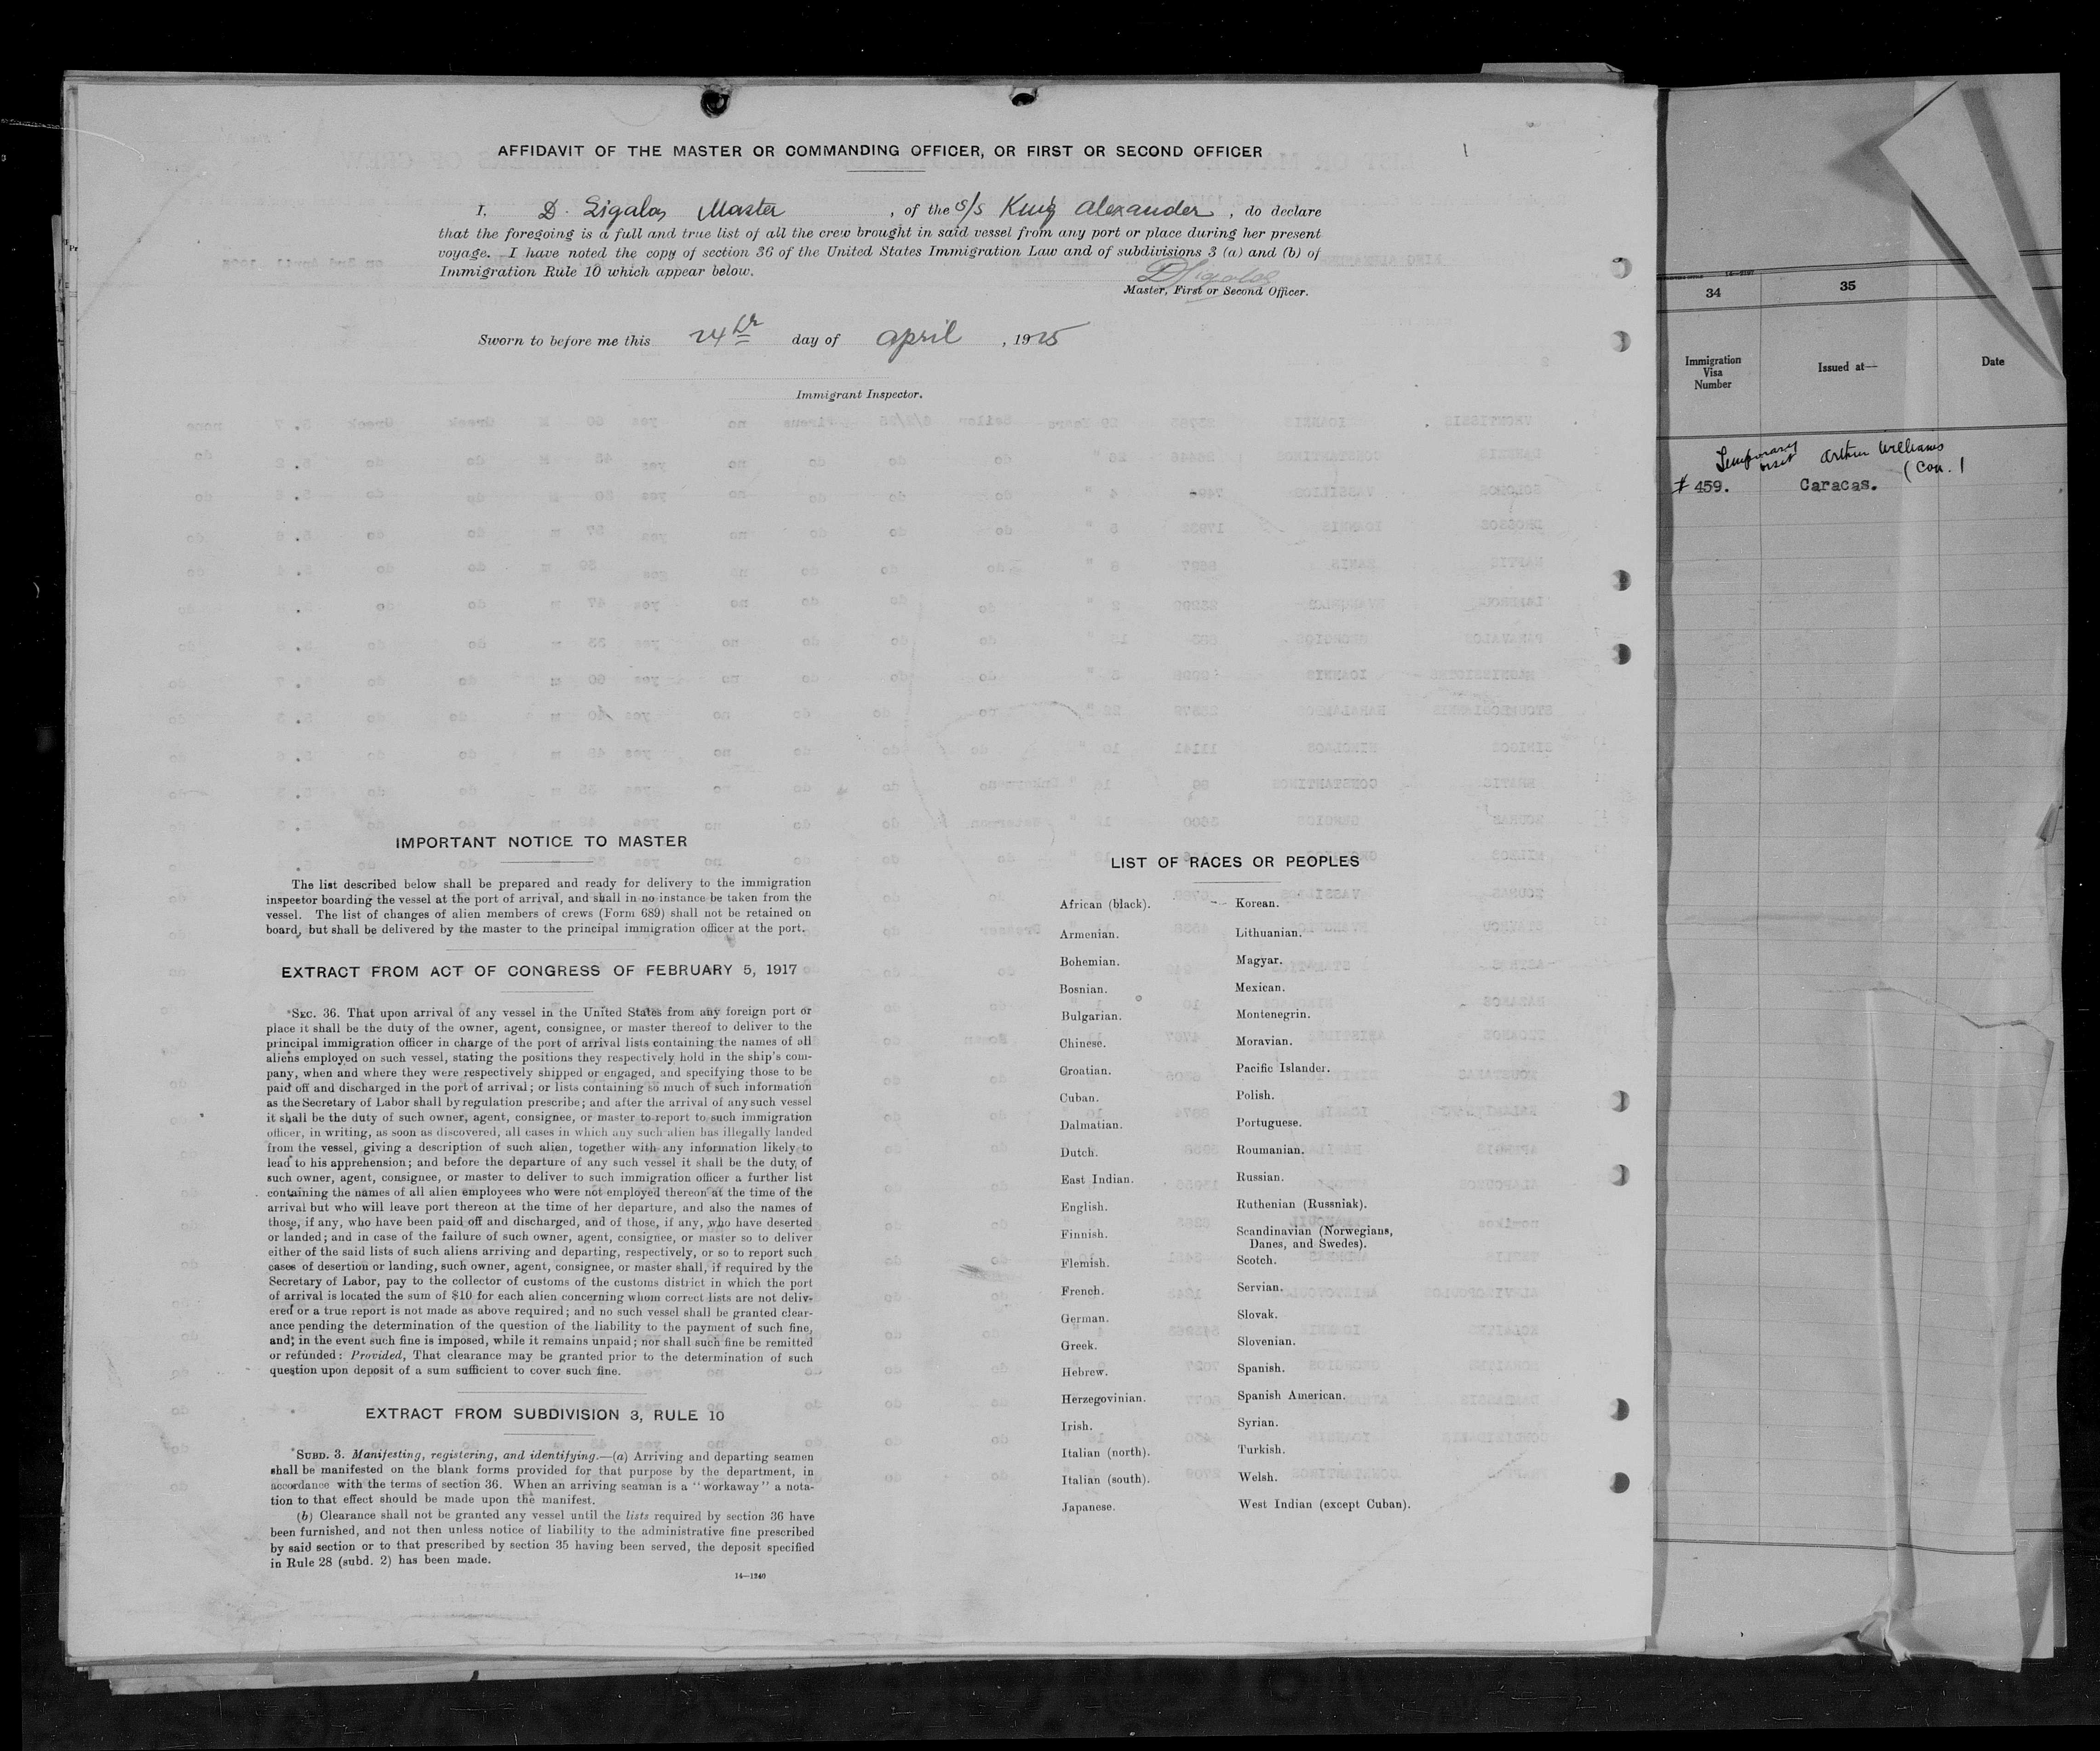 AFFIDAVIT OF THE MASTER OR COMMANDING OFFICER, OR FIRST OR SECOND OFFICER
I, D. Sigalas Master, of the S/S King Alexander, do declare
that the foregoing is a full and true list of all the crew brought in said vessel from any port or place during her present
voyage. I have noted the copy of section 36 of the United States Immigration Law and of subdivisions 3 (a) and (b) of
Immigration Rule 10 which appear below.
D Sigalas
Master, First or Second Officer.
Sworn to before me this 24th day of april, 1925
Immigrant Inspector.
IMPORTANT NOTICE TO MASTER
The list described below shall be prepared and ready for delivery to the immigration
inspector boarding the vessel at the port of arrival, and shall in no instance be taken from the
vessel. The list of changes of alien members of crews (Form 689) shall not be retained on
board, but shall be delivered by the master to the principal immigration officer at the port.
EXTRACT FROM ACT OF CONGRESS OF FEBRUARY 5, 1917
SEC. 36. That upon arrival of any vessel in the United States from any foreign port or
place it shall be the duty of the owner, agent, consignee, or master thereof to deliver to the
principal immigration officer in charge of the port of arrival lists containing the names of all
aliens employed on such vessel, stating the positions they respectively hold in the ship's com-
pany, when and where they were respectively shipped or engaged, and specifying those to be
paid off and discharged in the port of arrival; or lists containing so much of such information
as the Secretary of Labor shall by regulation prescribe; and after the arrival of any such vessel
it shall be the duty of such owner, agent, consignee, or master to report to such immigration
officer, in writing, as soon as discovered, all cases in which any such alien has illegally landed
from the vessel, giving a description of such alien, together with any information likely to
lead to his apprehension; and before the departure of any such vessel it shall be the duty of
such owner, agent, consignee, or master to deliver to such immigration officer a further list
containing the names of all alien employees who were not employed thereon at the time of the
arrival but who will leave port thereon at the time of her departure, and also the names of
those, if any, who have been paid off and discharged, and of those, if any, who have deserted
or landed; and in case of the failure of such owner, agent, consignee, or master so to deliver
either of the said lists of such aliens arriving and departing, respectively, or so to report such
cases of desertion or landing, such owner, agent, consignee, or master shall, if required by the
Secretary of Labor, pay to the collector of customs of the customs district in which the port
of arrival is located the sum of $10 for each alien concerning whom correct lists are not deliv-
ered or a true report is not made as above required; and no such vessel shall be granted clear-
ance pending the determination of the question of the liability to the payment of such fine,
and, in the event such fine is imposed, while it remains unpaid; nor shall such fine be remitted
or refunded: Provided, That clearance may be granted prior to the determination of such
question upon deposit of a sum sufficient to cover such fine.
EXTRACT FROM SUBDIVISION 3, RULE 10
SUBD. 3. Manifesting, registering, and identifying.—(a) Arriving and departing seamen
shall be manifested on the blank forms provided for that purpose by the department, in
accordance with the terms of section 36. When an arriving seaman is a "workaway" a nota-
tion to that effect should be made upon the manifest.
(b) Clearance shall not be granted any vessel until the lists required by section 36 have
been furnished, and not then unless notice of liability to the administrative fine prescribed
by said section or to that prescribed by section 35 having been served, the deposit specified
in Rule 28 (subd. 2) has been made.
14—1240
LIST OF RACES OR PEOPLES
African (black).
Armenian.
Bohemian.
Bosnian.
Bulgarian.
Chinese.
Croatian.
Cuban.
Dalmatian.
Dutch.
East Indian.
English.
Finnish.
Flemish.
French.
German.
Greek.
Hebrew.
Herzegovinian.
Irish.
Italian (north).
Italian (south).
Japanese.
Korean.
Lithuanian.
Magyar.
Mexican.
Montenegrin.
Moravian.
Pacific Islander.
Polish.
Portuguese.
Roumanian.
Russian.
Ruthenian (Russniak).
Scandinavian (Norwegians,
Danes, and Swedes).
Scotch.
Servian.
Slovak.
Slovenian.
Spanish.
Spanish American.
Syrian.
Turkish.
Welsh.
West Indian (except Cuban).
34
35
Immigration
Visa
Number
Issued at—
Date
Temporary
visit
Arthur Williams
(Con.)
# 459.
Caracas.